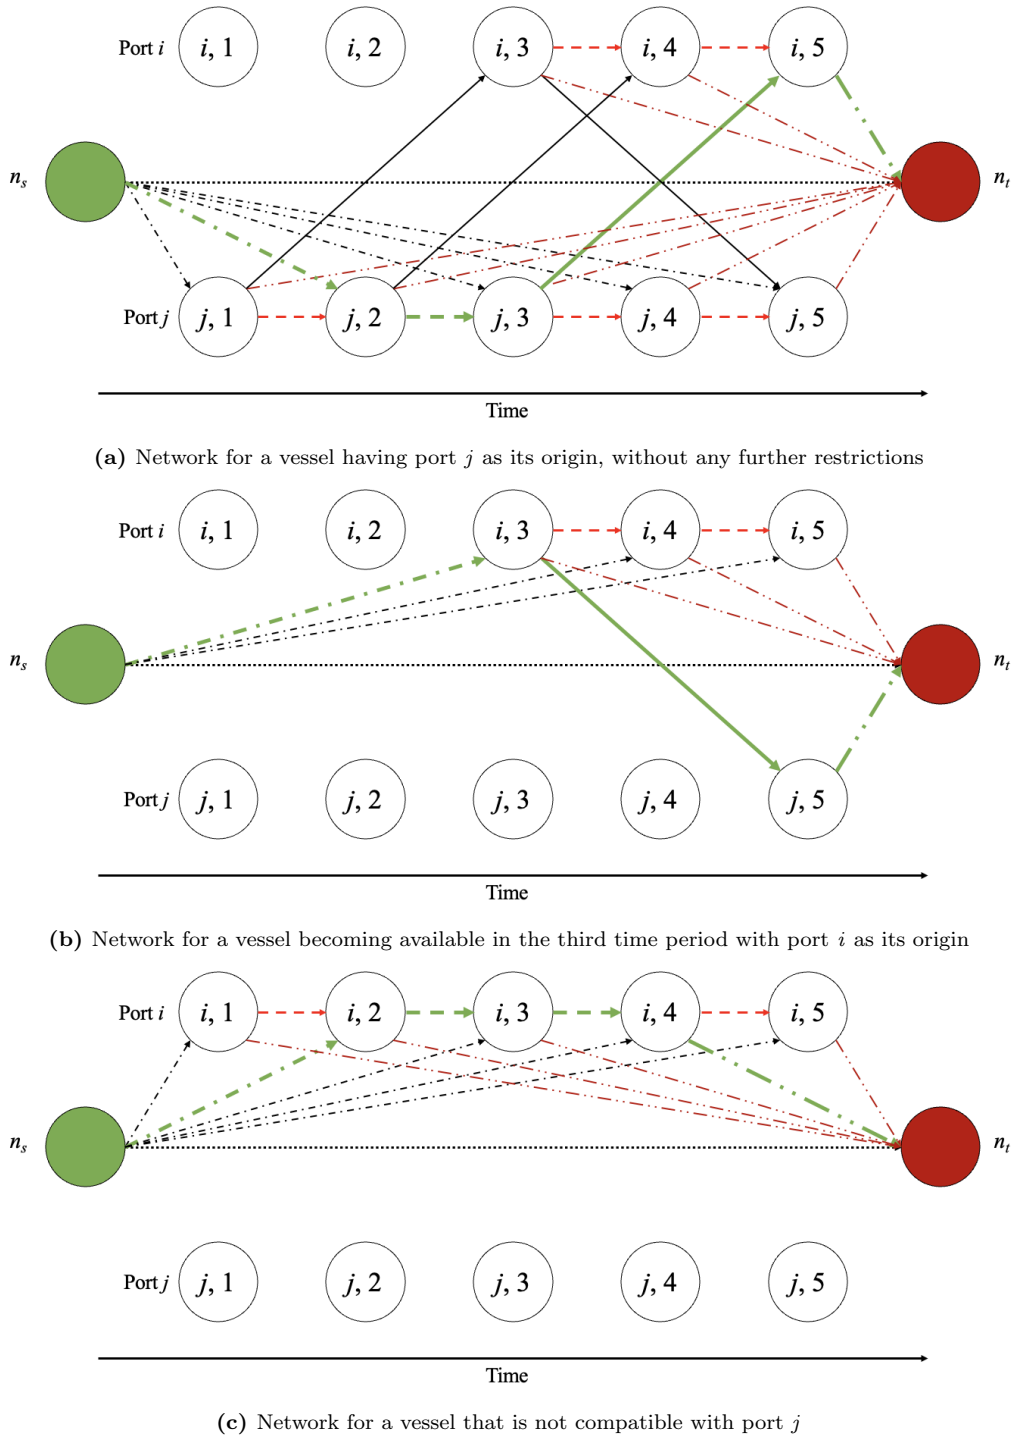 Port i i, 1 i, 2 i, 3 i, 4 i, 5
n_s n_t
Port j j, 1 j, 2 j, 3 j, 4 j, 5
Time
(a) Network for a vessel having port j as its origin, without any further restrictions
Port i i, 1 i, 2 i, 3 i, 4 i, 5
n_s n_t
Port j j, 1 j, 2 j, 3 j, 4 j, 5
Time
(b) Network for a vessel becoming available in the third time period with port i as its origin
Port i i, 1 i, 2 i, 3 i, 4 i, 5
n_s n_t
Port j j, 1 j, 2 j, 3 j, 4 j, 5
Time
(c) Network for a vessel that is not compatible with port j